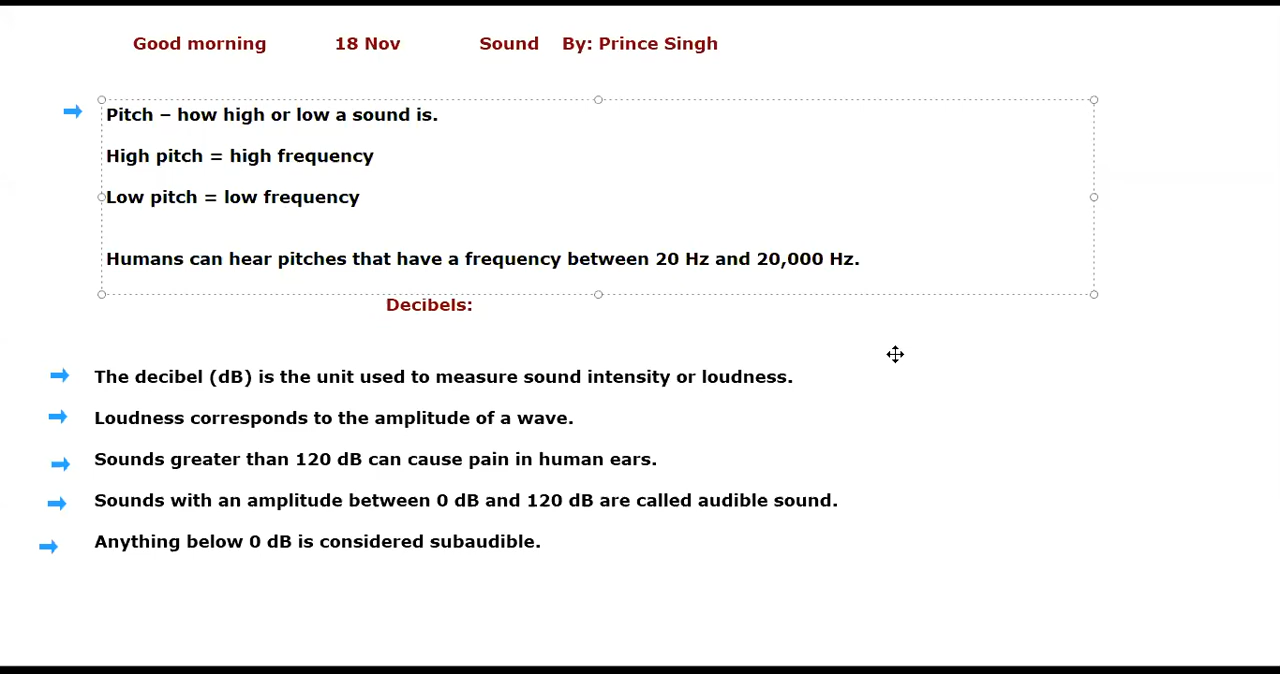 Good morning 18 Nov Sound By: Prince Singh
Pitch – how high or low a sound is.
High pitch = high frequency
Low pitch = low frequency
Humans can hear pitches that have a frequency between 20 Hz and 20,000 Hz.
Decibels:
The decibel (dB) is the unit used to measure sound intensity or loudness.
Loudness corresponds to the amplitude of a wave.
Sounds greater than 120 dB can cause pain in human ears.
Sounds with an amplitude between 0 dB and 120 dB are called audible sound.
Anything below 0 dB is considered subaudible.